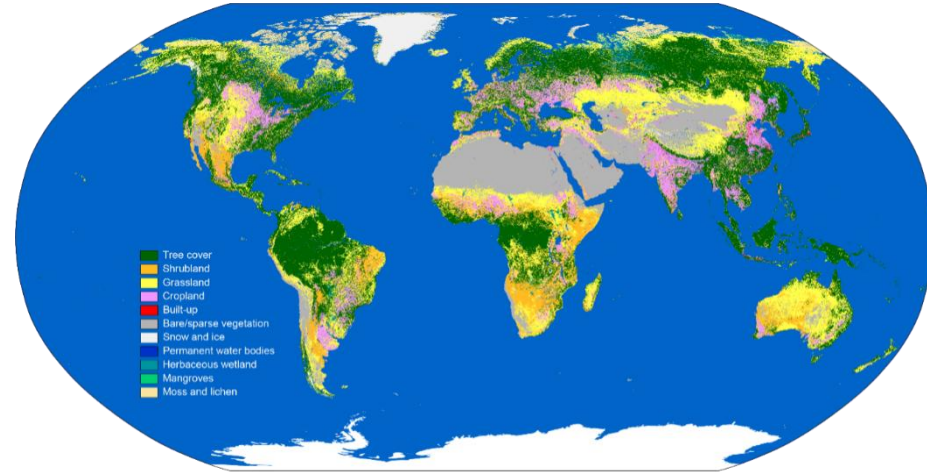 Tree cover
Shrubland
Grassland
Cropland
Built-up
Bare/sparse vegetation
Snow and ice
Permanent water bodies
Herbaceous wetland
Mangroves
Moss and lichen